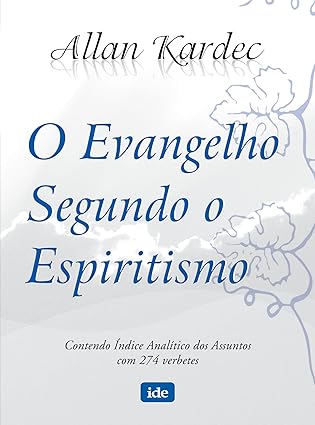 Allan Kardec
O Evangelho
Segundo o
Espiritismo
Contendo Índice Analítico dos Assuntos
com 274 verbetes
ide